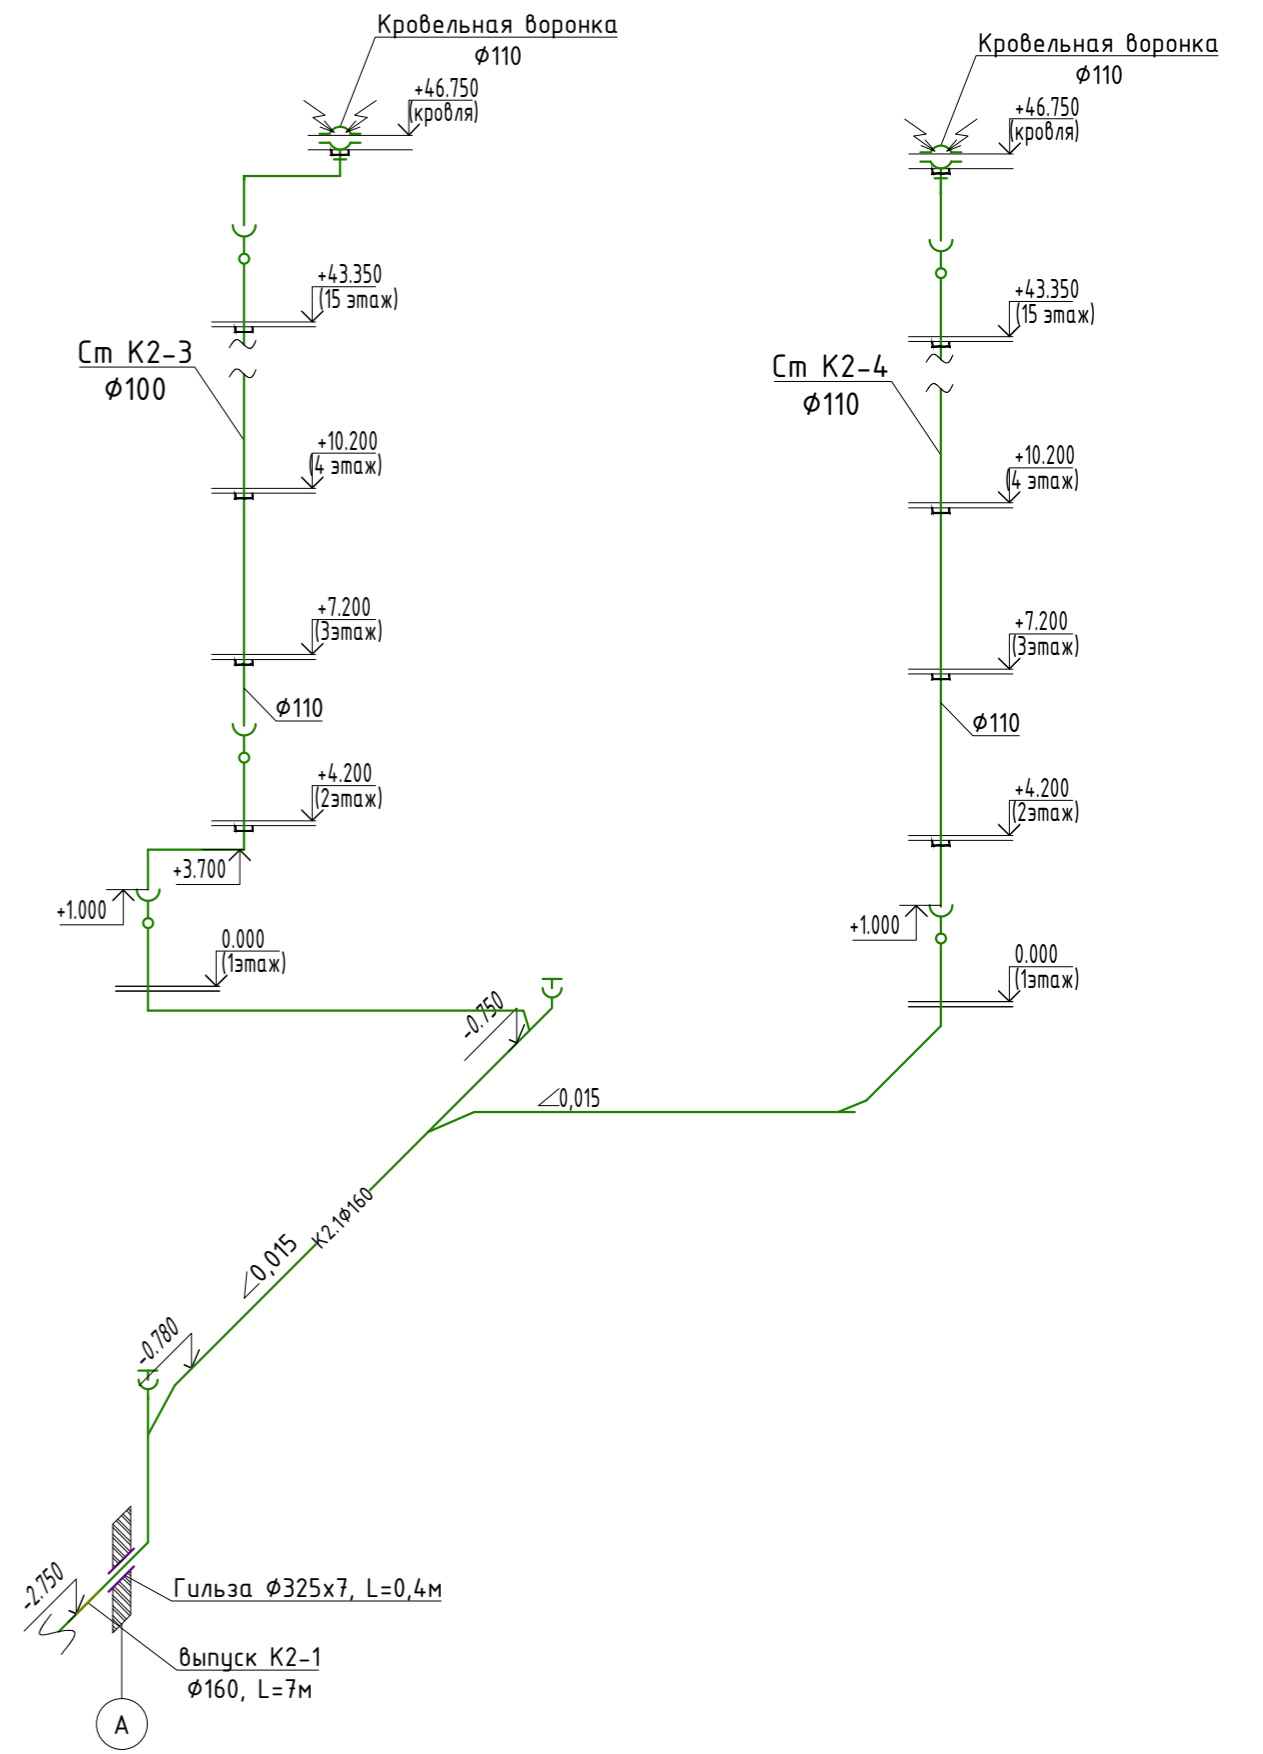 Кровельная воронка
Ф110
+46.750
(кровля)
Кровельная воронка
Ф110
+46.750
(кровля)
+43.350
(15 этаж)
+43.350
(15 этаж)
Ст К2-3
Ф100
Ст К2-4
Ф110
+10.200
(4 этаж)
+10.200
(4 этаж)
+7.200
(3этаж)
+7.200
(3этаж)
Ф110
Ф110
+4.200
(2этаж)
+4.200
(2этаж)
+3.700
+1.000
+1.000
0.000
(1этаж)
0.000
(1этаж)
-0.750
0,015
К2.1Ф160
0,015
-0.780
-2.750
Гильза Ф325х7, L=0,4м
выпуск К2-1
Ф160, L=7м
А